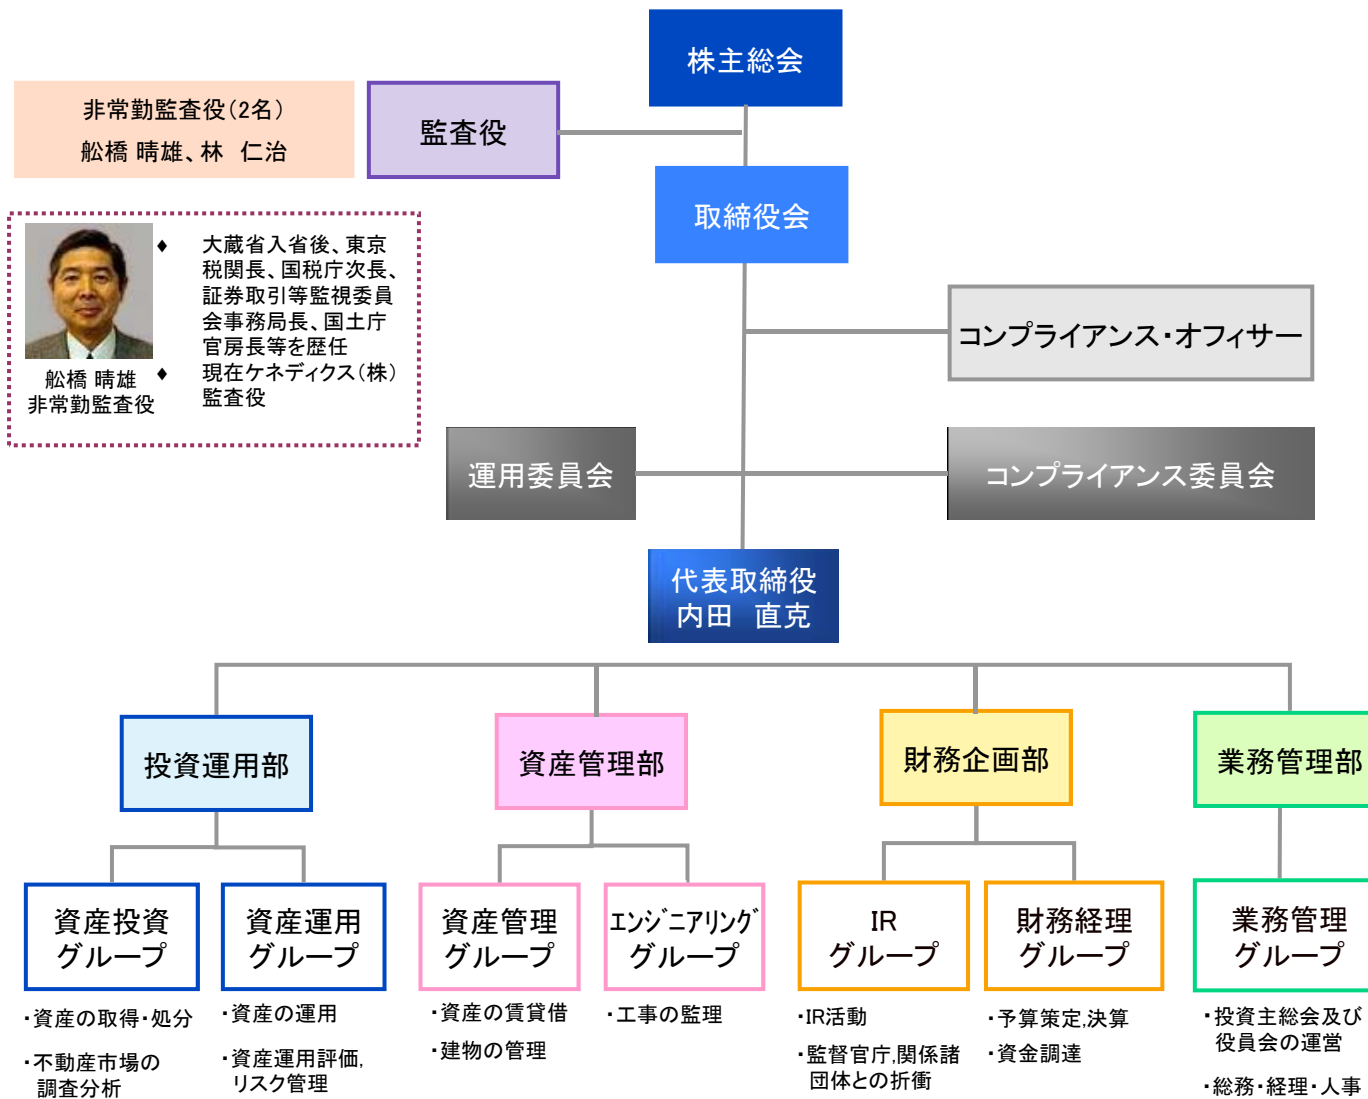 株主総会
非常勤監査役(2名)
舩橋 晴雄、林　仁治
監査役
取締役会
◆ 大蔵省入省後、東京
税関長、国税庁次長、
証券取引等監視委員
会事務局長、国土庁
官房長等を歴任
◆ 現在ケネディクス(株)
監査役
舩橋 晴雄
非常勤監査役
コンプライアンス・オフィサー
運用委員会
コンプライアンス委員会
代表取締役
内田　直克
投資運用部
資産管理部
財務企画部
業務管理部
資産投資
グループ
資産運用
グループ
資産管理
グループ
エンジニアリング
グループ
IR
グループ
財務経理
グループ
業務管理
グループ
・資産の取得・処分
・不動産市場の
調査分析
・資産の運用
・資産運用評価,
リスク管理
・資産の賃貸借
・建物の管理
・工事の監理
・IR活動
・監督官庁,関係諸
団体との折衝
・予算策定,決算
・資金調達
・投資主総会及び
役員会の運営
・総務・経理・人事